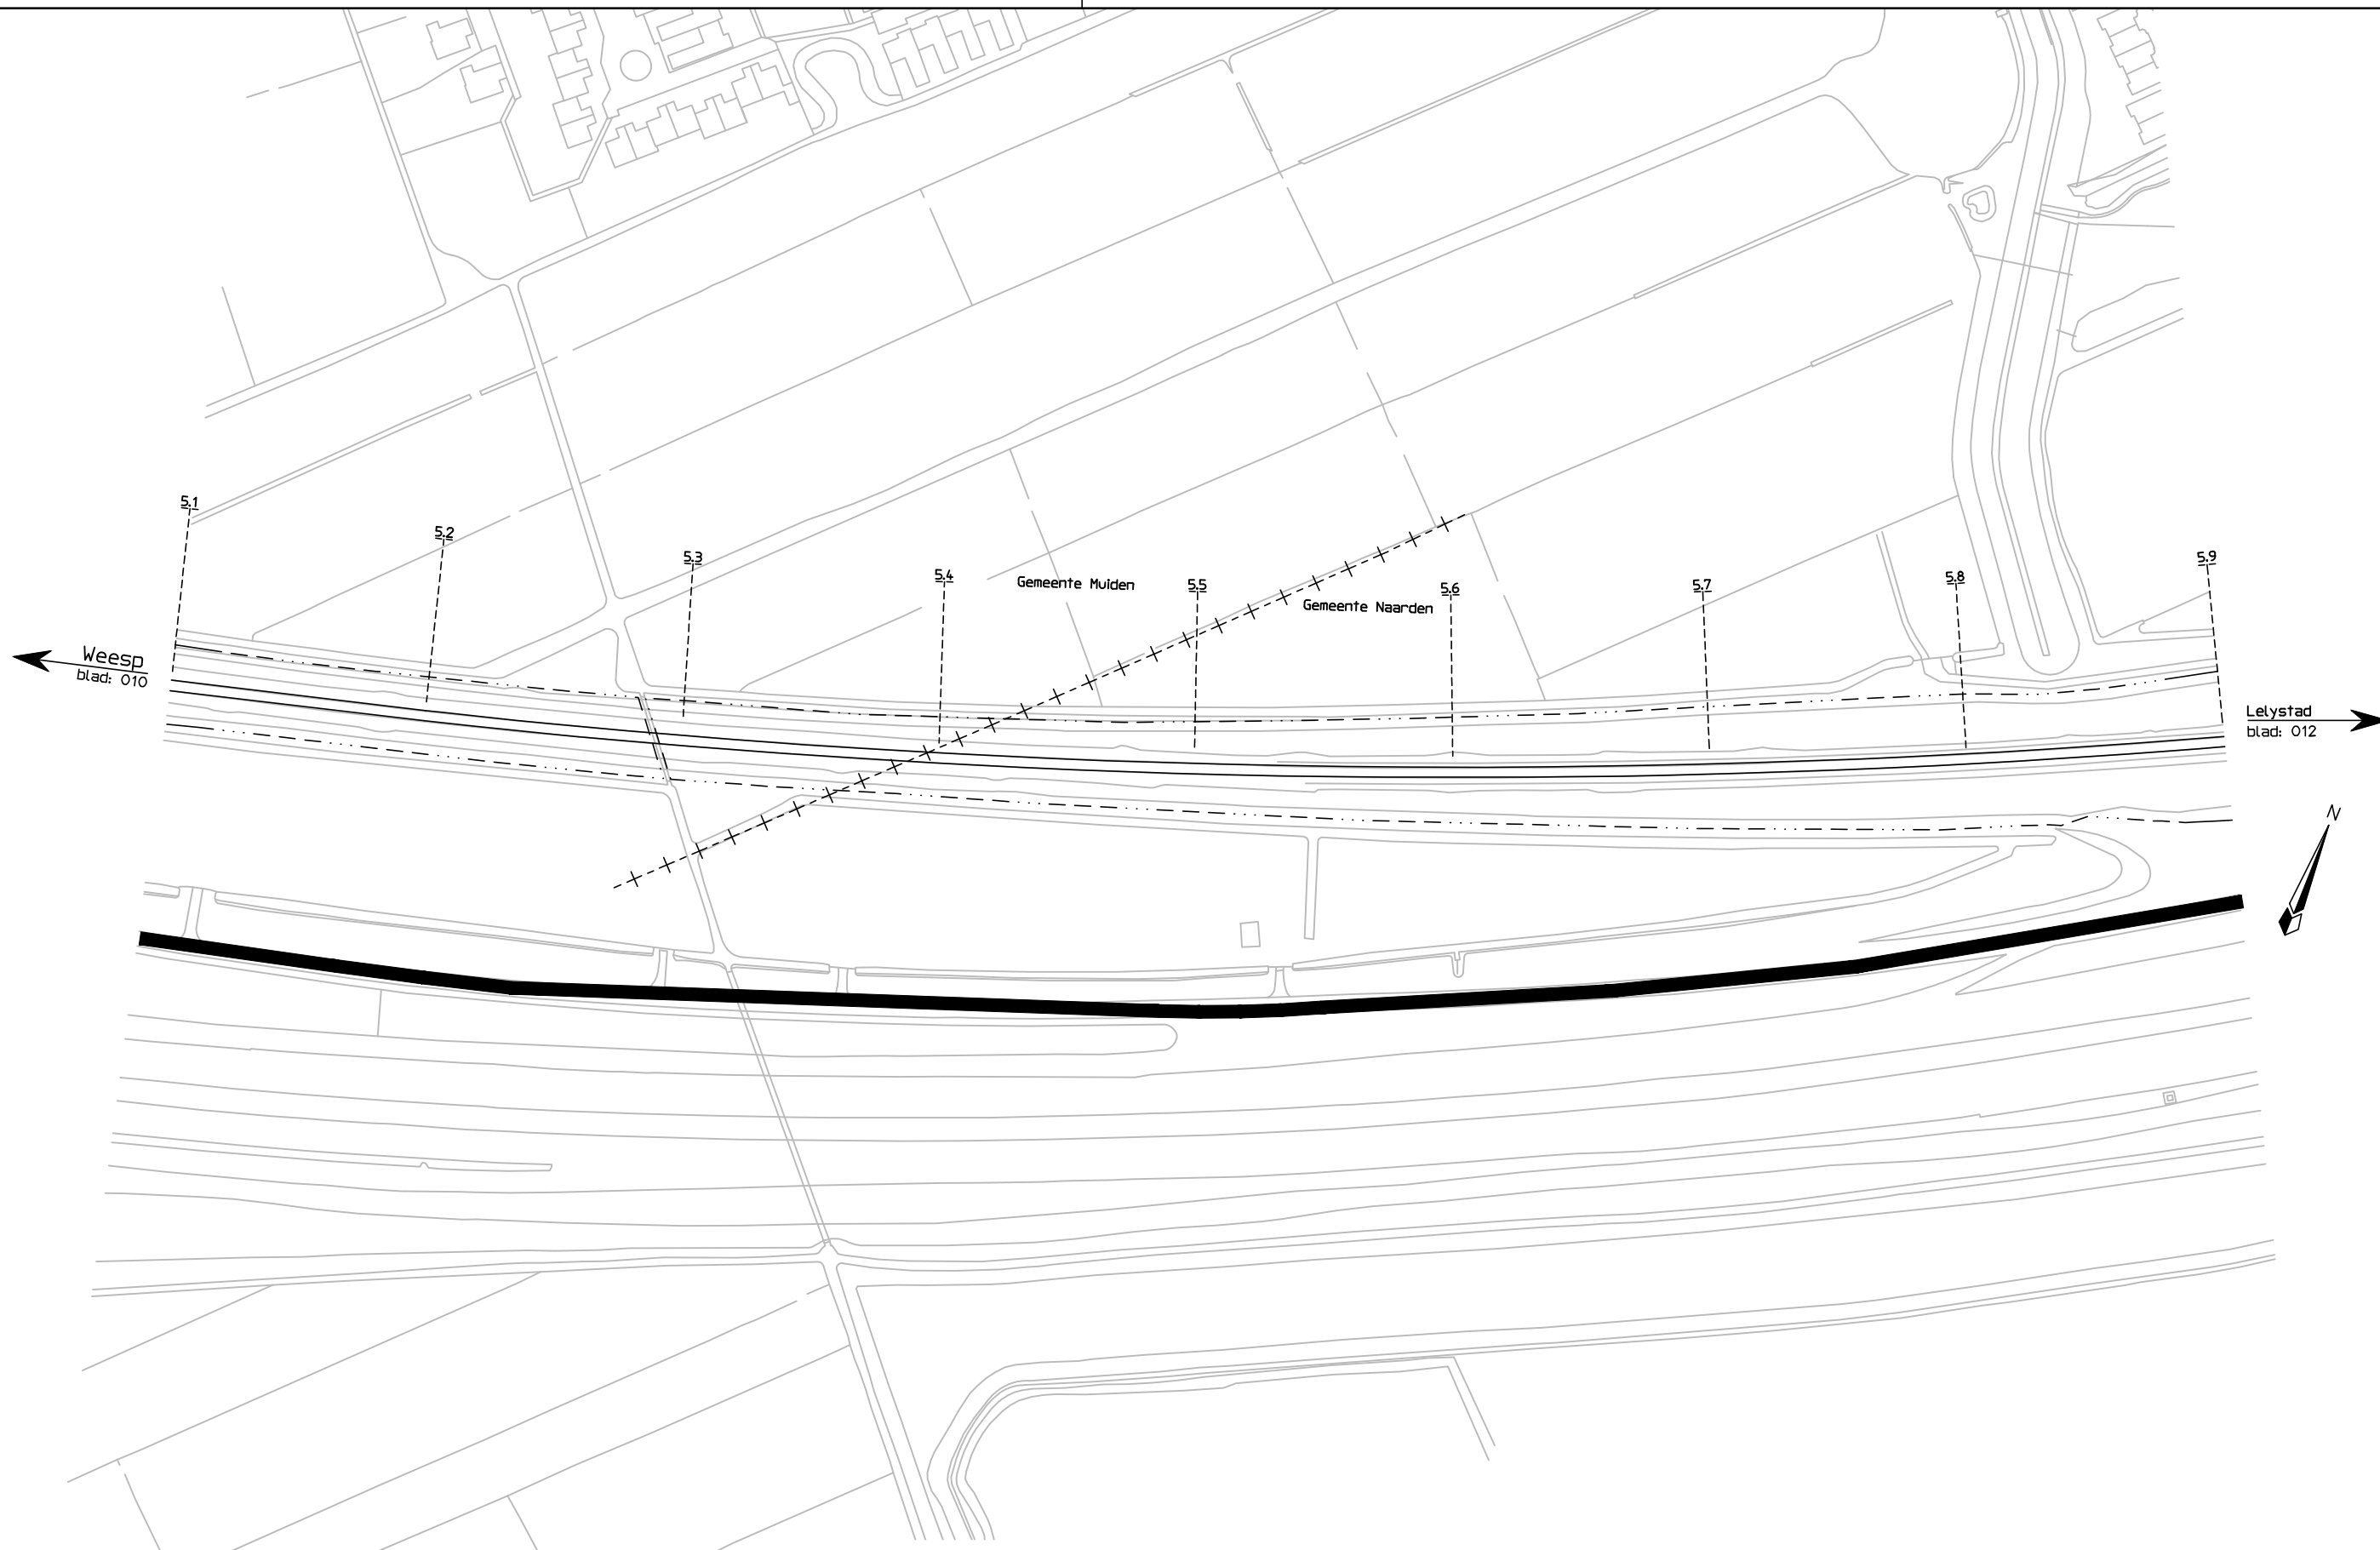 5.1
5.2
5.3
5.4
Gemeente Muiden
5.5
Gemeente Naarden
5.6
5.7
5.8
5.9
Weesp
blad: 010
Lelystad
blad: 012
N